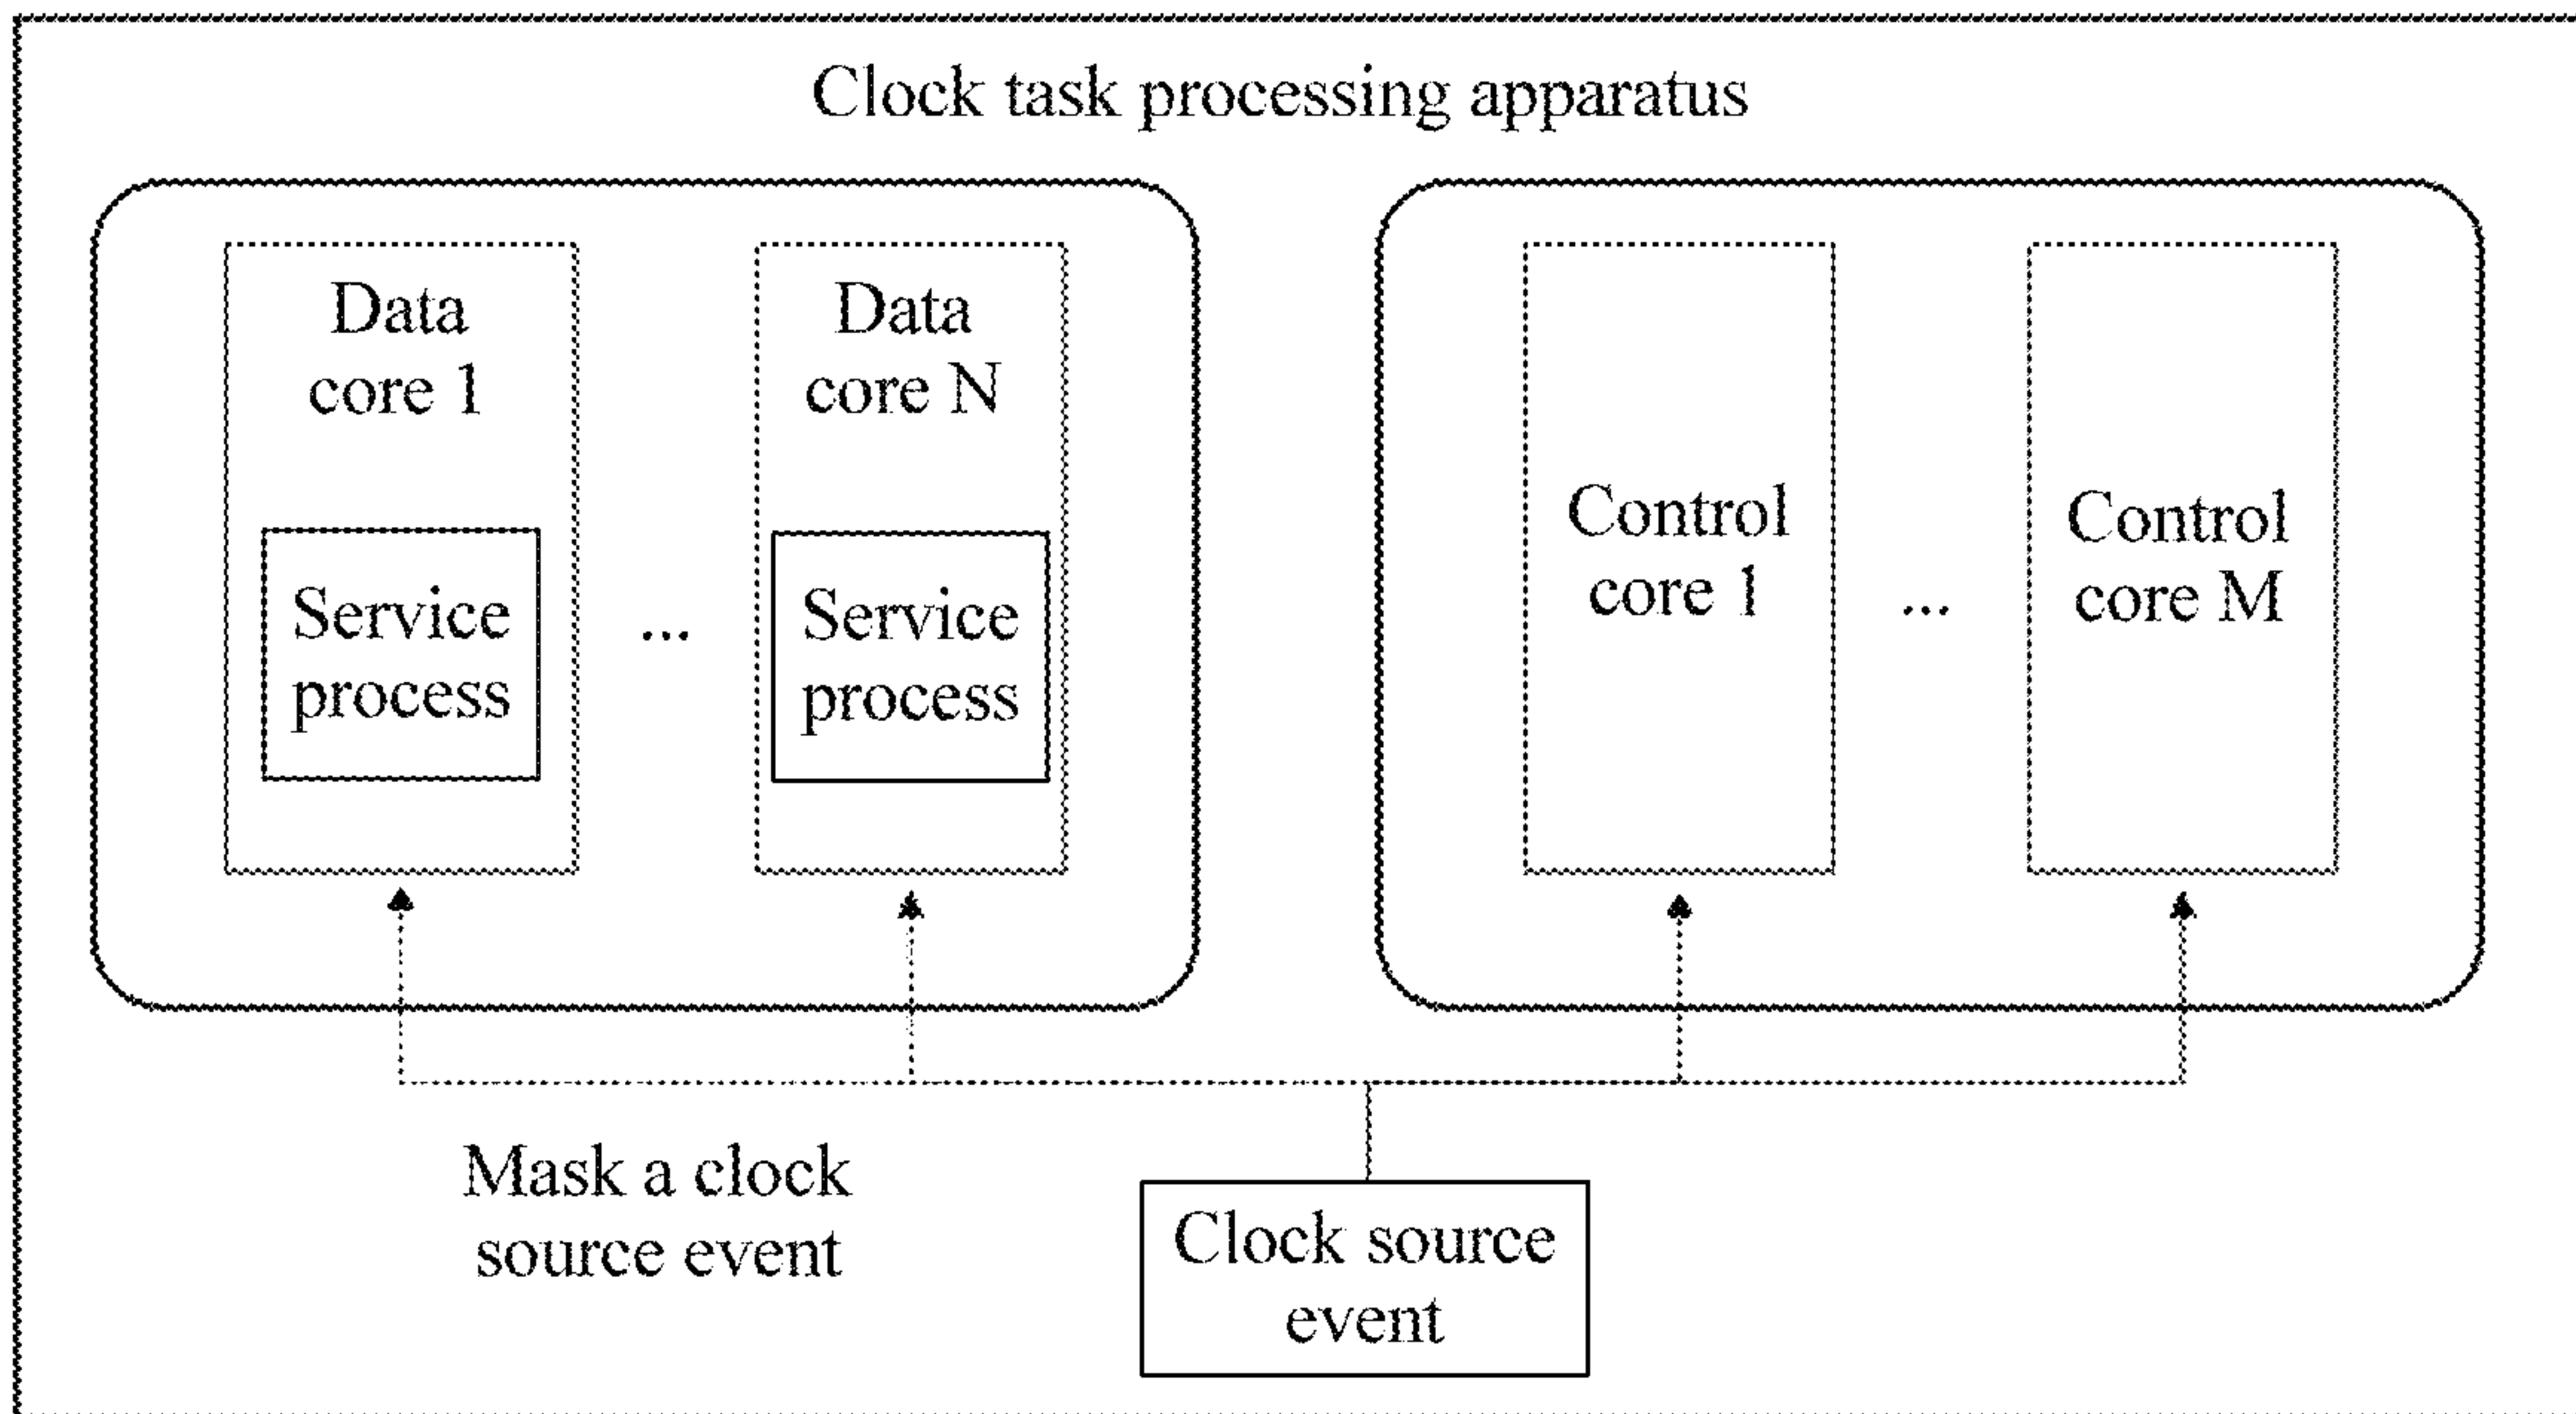 Clock task processing apparatus
Data
core 1
Service
process
...
Data
core N
Service
process
Control
core 1
...
Control
core M
Mask a clock
source event
Clock source
event